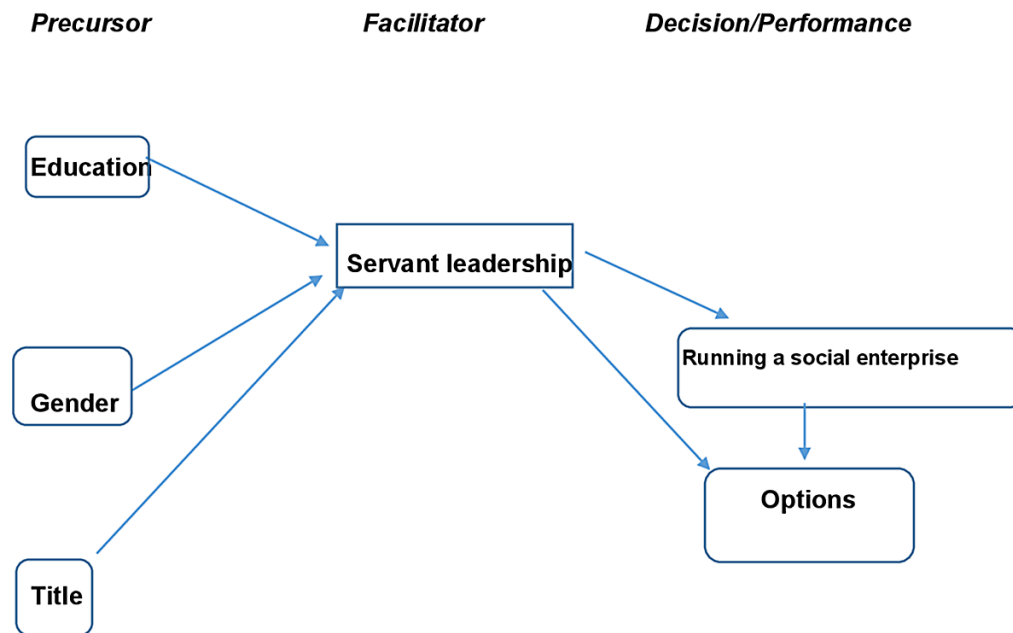 Precursor
Facilitator
Decision/Performance
Education
Servant leadership
Running a social enterprise
Gender
Options
Title